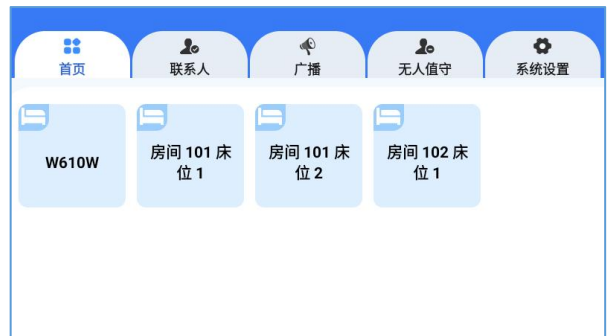 首页 联系人 广播 无人值守 系统设置
W610W
房间 101 床
位 1
房间 101 床
位 2
房间 102 床
位 1